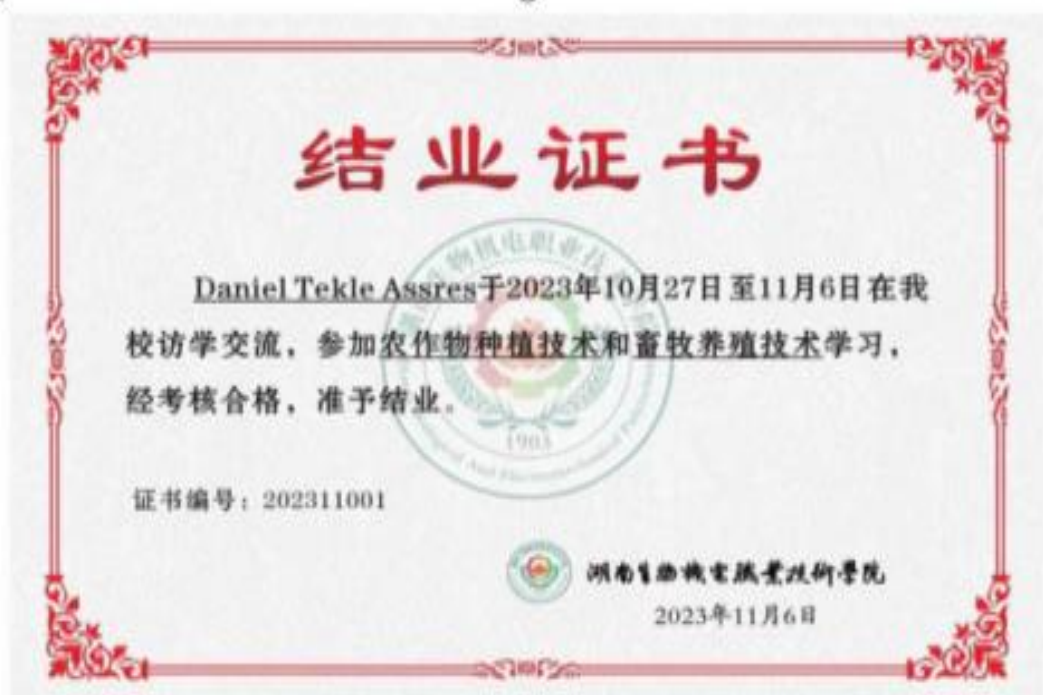 结业证书
Daniel Tekle Assres于2023年10月27日至11月6日在我
校访学交流，参加农作物种植技术和畜牧养殖技术学习，
经考核合格，准予结业。
1903
证书编号：202311001
湖南生物机电职业技术学院
2023年11月6日